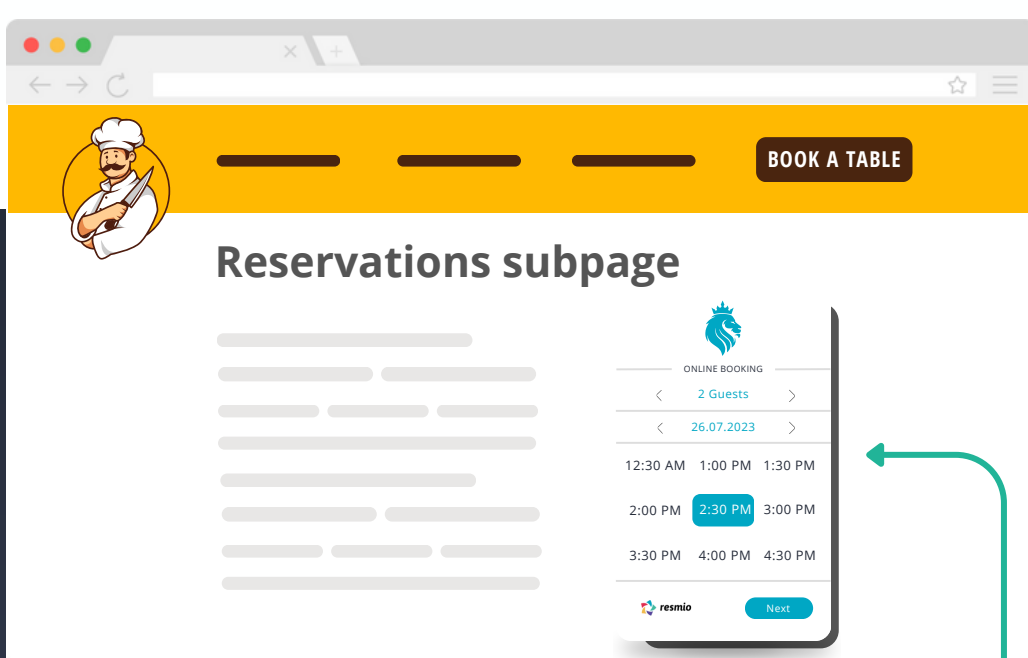 BOOK A TABLE
Reservations subpage
ONLINE BOOKING
2 Guests
26.07.2023
12:30 AM 1:00 PM 1:30 PM
2:00 PM 2:30 PM 3:00 PM
3:30 PM 4:00 PM 4:30 PM
resmio Next